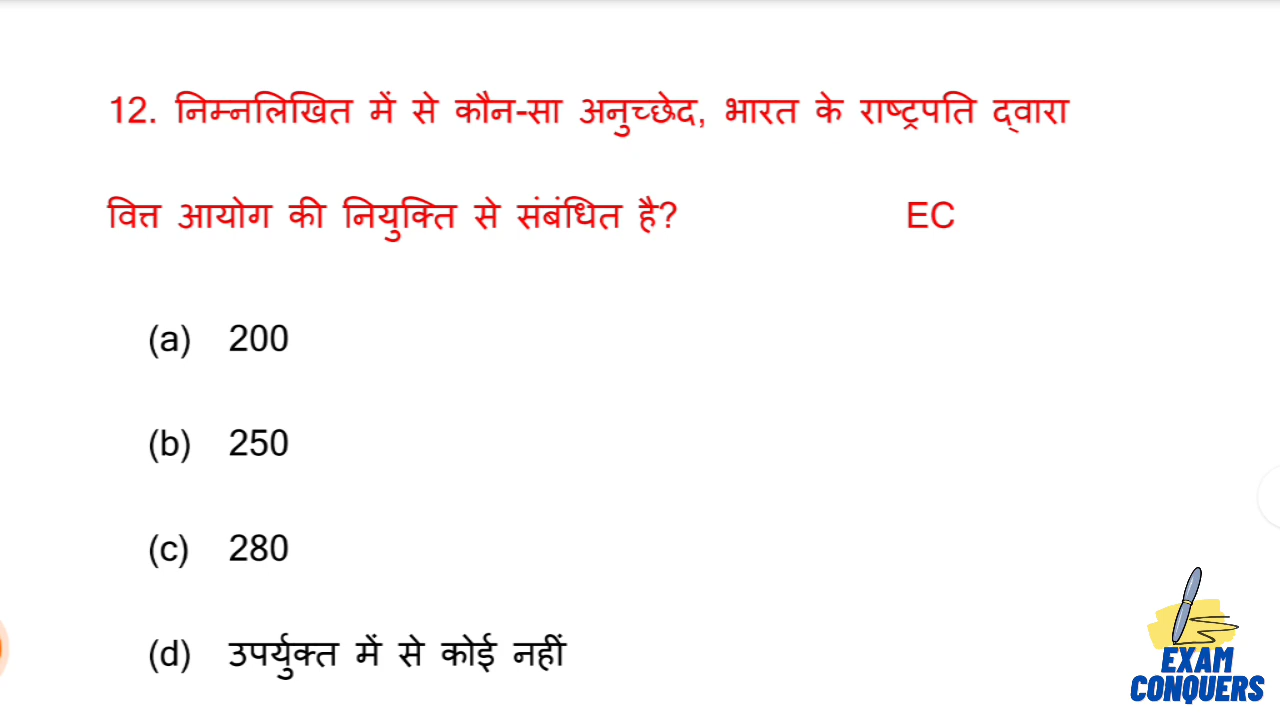 12. निम्नलिखित में से कौन-सा अनुच्छेद, भारत के राष्ट्रपति द्वारा
वित्त आयोग की नियुक्ति से संबंधित है? EC
(a) 200
(b) 250
(c) 280
(d) उपर्युक्त में से कोई नहीं
EXAM
CONQUERS